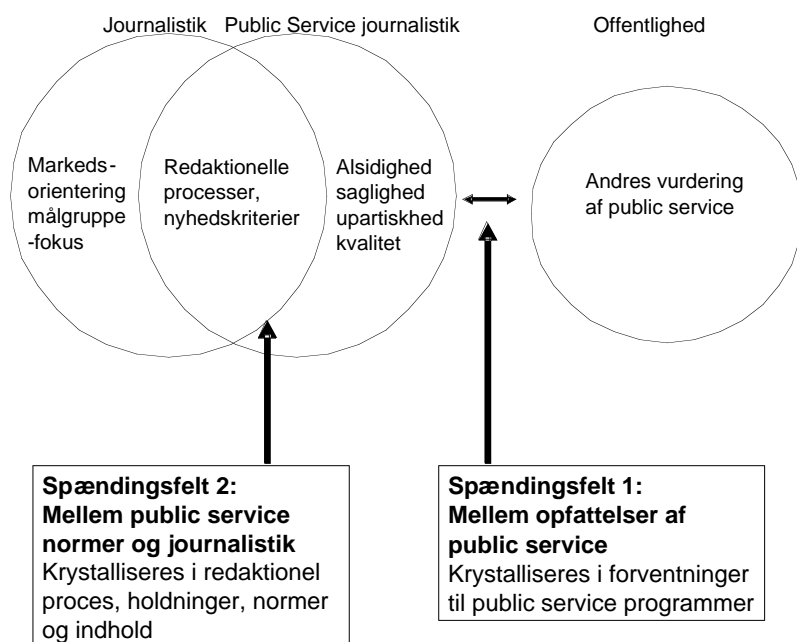 Journalistik
Public Service journalistik
Offentlighed
Markeds-
orientering
målgruppe
-fokus
Redaktionelle
processer,
nyhedskriterier
Alsidighed
saglighed
upartiskhed
kvalitet
Andres vurdering
af public service
Spændingsfelt 2:
Mellem public service
normer og journalistik
Krystalliseres i redaktionel
proces, holdninger, normer
og indhold
Spændingsfelt 1:
Mellem opfattelser af
public service
Krystalliseres i forventninger
til public service programmer